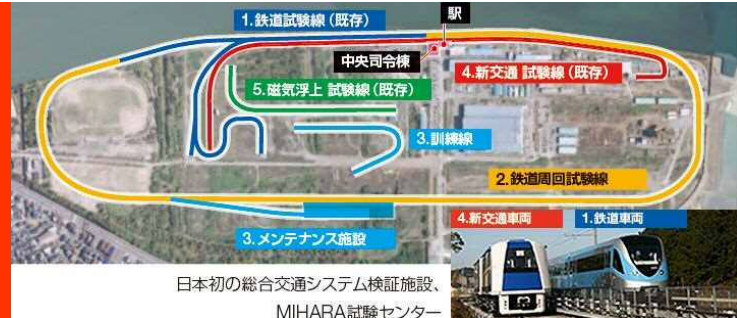 1.鉄道試験線(既存)
駅
中央司令棟
4.新交通 試験線(既存)
5.磁気浮上 試験線(既存)
3.訓練線
2.鉄道周回試験線
3.メンテナンス施設
4.新交通車両
1.鉄道車両
日本初の総合交通システム検証施設、
MIHARA試験センター